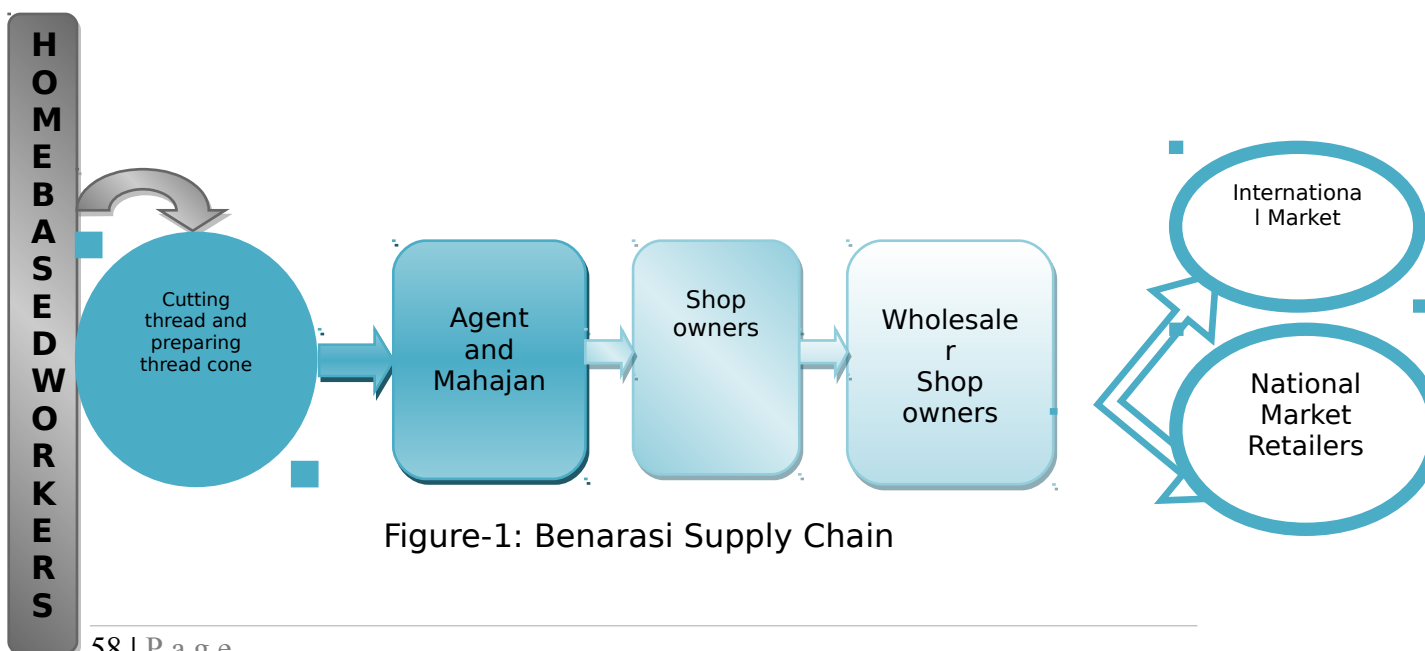 HOMEBASEDWORKERS
Cutting
thread and
preparing
thread cone
Agent
and
Mahajan
Shop
owners
Wholesale
r
Shop
owners
Internationa
l Market
National
Market
Retailers
Figure-1: Benarasi Supply Chain
58 | P a g e